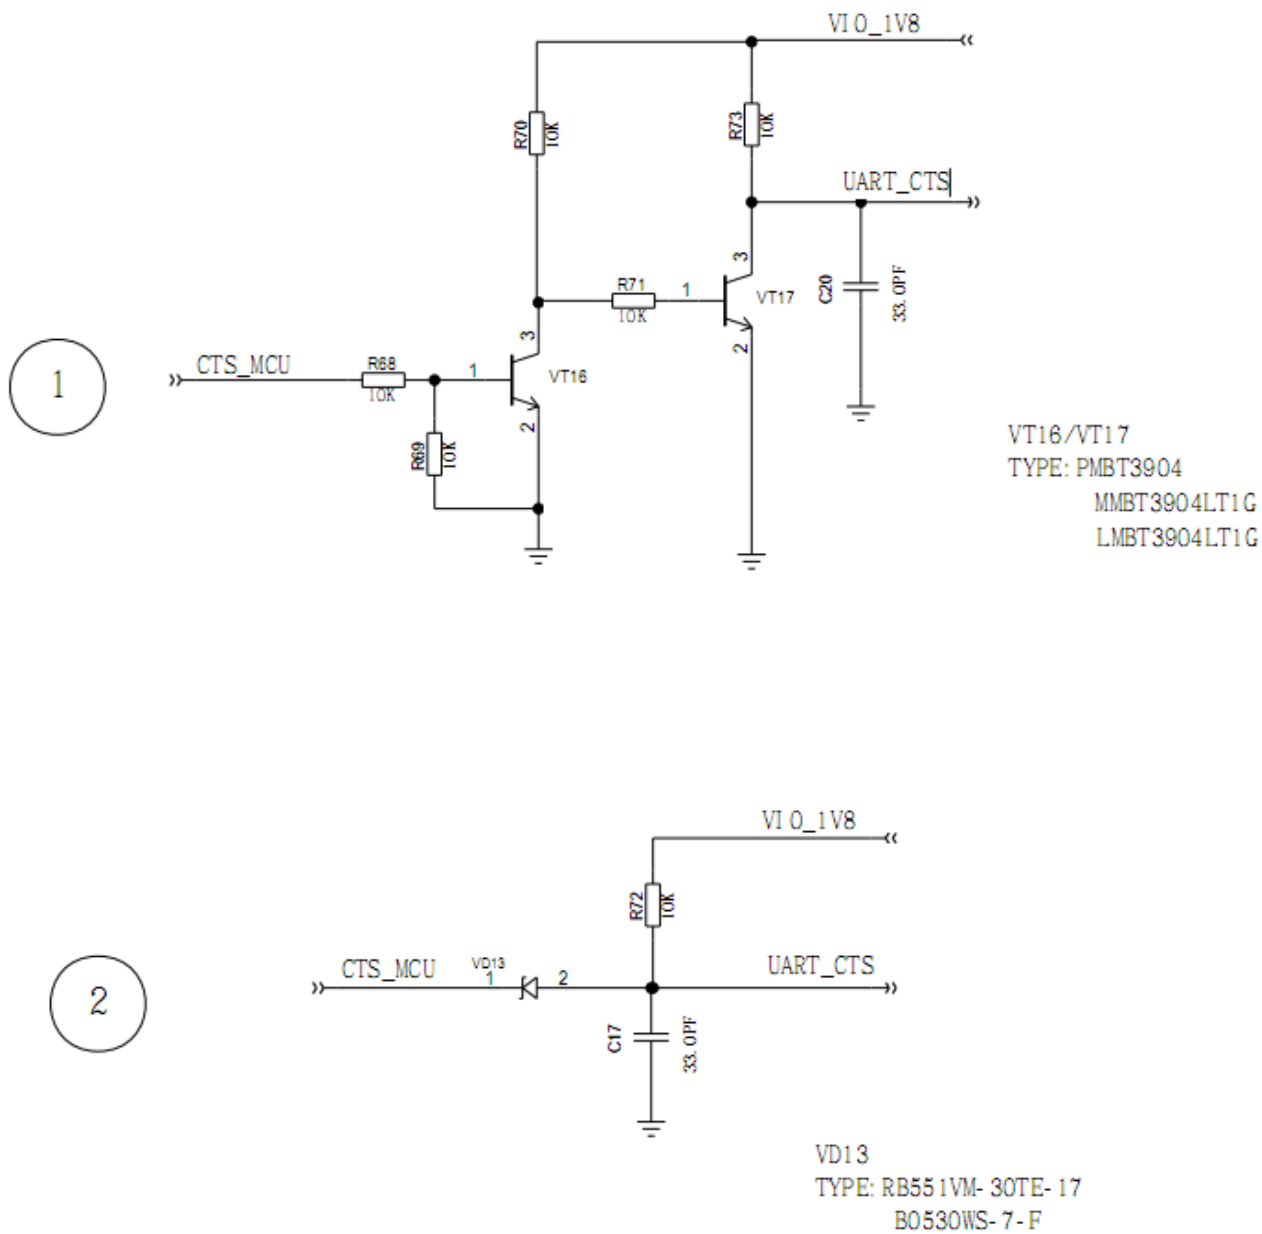 VIO_1V8
R70
10K
R73
10K
UART_CTS
3
R71
10K
1
VT17
C20
33.0PF
2
1
CTS_MCU
R68
10K
1
3
VT16
2
R69
10K
VT16/VT17
TYPE: PMBT3904
MMBT3904LT1G
LMBT3904LT1G
VIO_1V8
R72
10K
2
CTS_MCU
VD13
1
2
UART_CTS
C17
33.0PF
VD13
TYPE: RB551VM-30TE-17
B0530WS-7-F